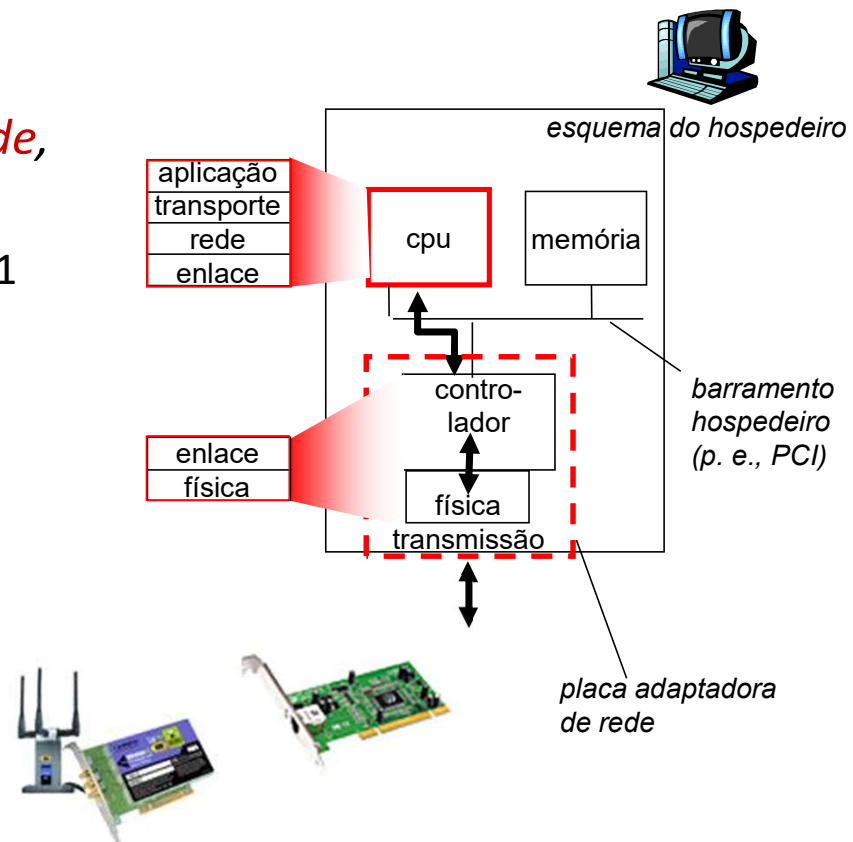 de,
1
esquema do hospedeiro
aplicação
transporte
rede
enlace
cpu
memória
contro-
lador
enlace
física
física
transmissão
barramento
hospedeiro
(p. e., PCI)
placa adaptadora
de rede